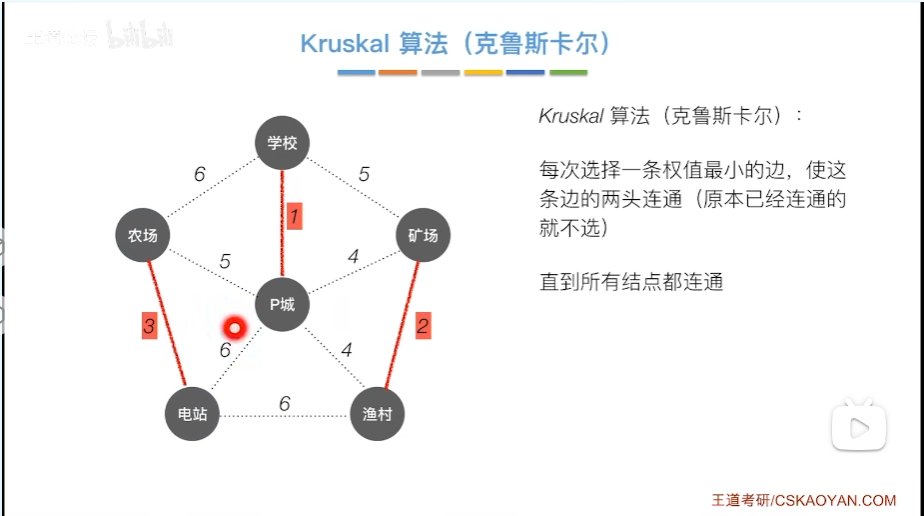 bilibili
Kruskal 算法（克鲁斯卡尔）
学校
6
5
1
农场
矿场
5
4
P城
3
2
6
4
电站
6
渔村
Kruskal 算法（克鲁斯卡尔）：
每次选择一条权值最小的边，使这
条边的两头连通（原本已经连通的
就不选）
直到所有结点都连通
王道考研/CSKAOYAN.COM